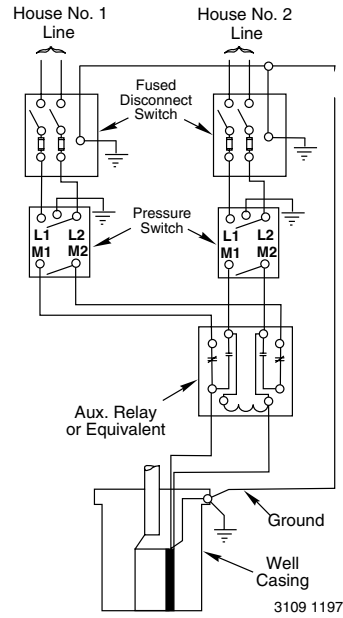 House No. 1
Line
House No. 2
Line
Fused
Disconnect
Switch
L1 L2
M1 M2
Pressure
Switch
L1 L2
M1 M2
Aux. Relay
or Equivalent
Ground
Well
Casing
3109 1197